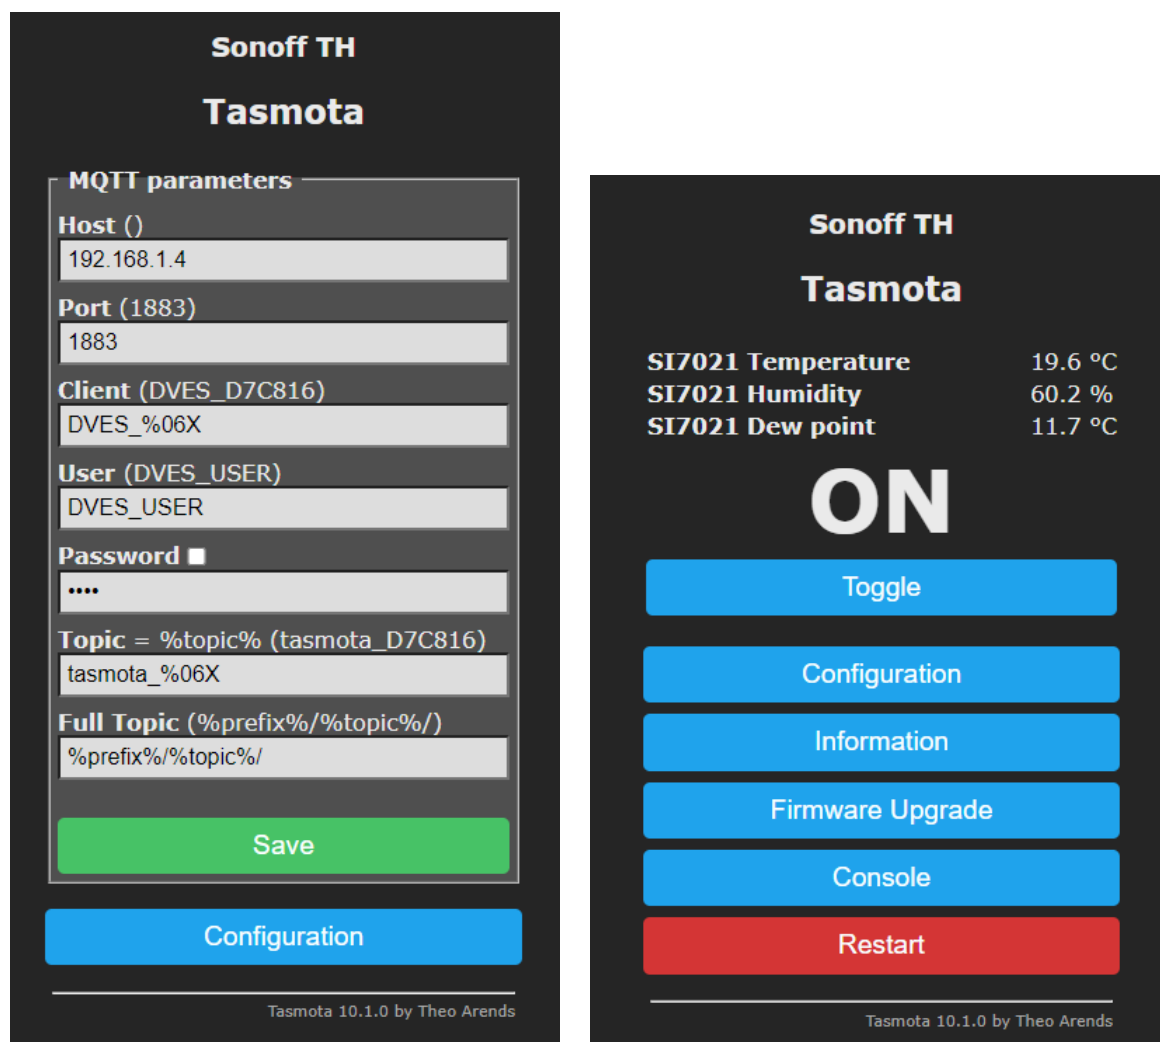 Sonoff TH
Tasmota
MQTT parameters
Host ()
192.168.1.4
Port (1883)
1883
Client (DVES_D7C816)
DVES_%06X
User (DVES_USER)
DVES_USER
Password
••••
Topic = %topic% (tasmota_D7C816)
tasmota_%06X
Full Topic (%prefix%/%topic%/)
%prefix%/%topic%/
Save
Configuration
Tasmota 10.1.0 by Theo Arends
Sonoff TH
Tasmota
SI7021 Temperature 19.6 °C
SI7021 Humidity 60.2 %
SI7021 Dew point 11.7 °C
ON
Toggle
Configuration
Information
Firmware Upgrade
Console
Restart
Tasmota 10.1.0 by Theo Arends